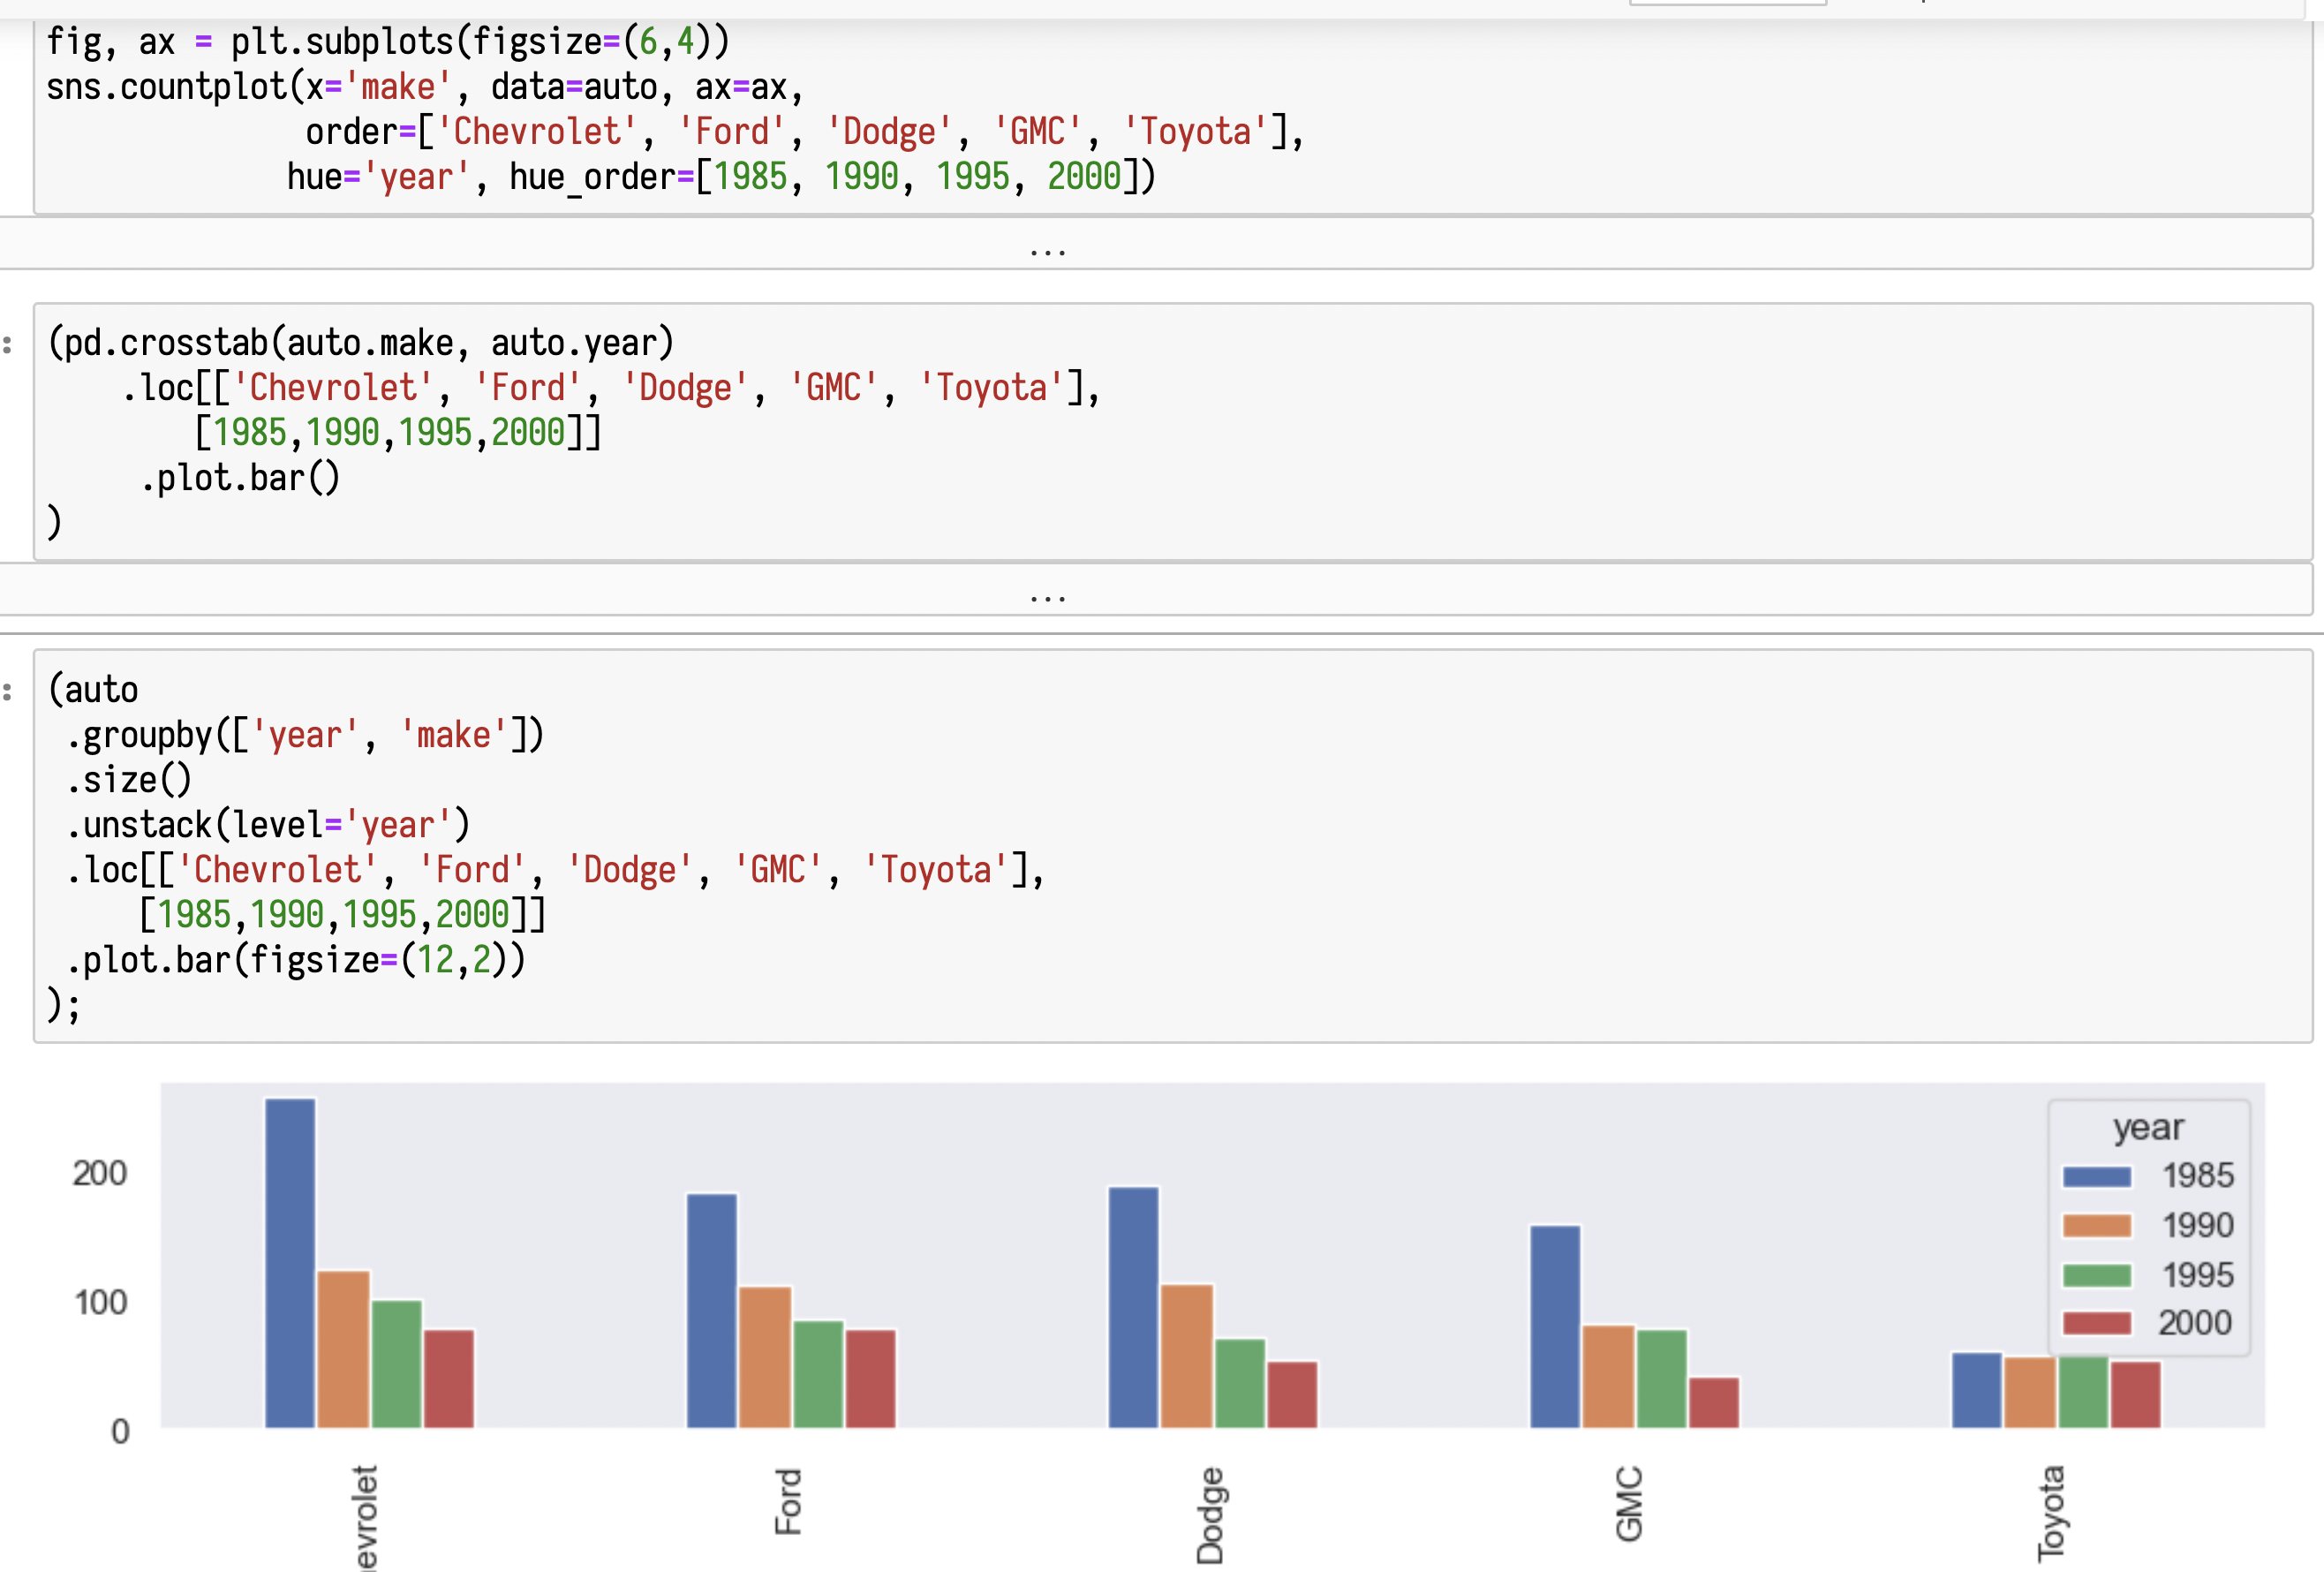 fig, ax = plt.subplots(figsize=(6,4))
sns.countplot(x='make', data=auto, ax=ax,
              order=['Chevrolet', 'Ford', 'Dodge', 'GMC', 'Toyota'],
             hue='year', hue_order=[1985, 1990, 1995, 2000])
...
:
(pd.crosstab(auto.make, auto.year)
    .loc[['Chevrolet', 'Ford', 'Dodge', 'GMC', 'Toyota'],
        [1985,1990,1995,2000]]
     .plot.bar()
)
...
:
(auto
 .groupby(['year', 'make'])
 .size()
 .unstack(level='year')
 .loc[['Chevrolet', 'Ford', 'Dodge', 'GMC', 'Toyota'],
     [1985,1990,1995,2000]]
 .plot.bar(figsize=(12,2))
);
200
100
0
year
1985
1990
1995
2000
evrolet
Ford
Dodge
GMC
Toyota